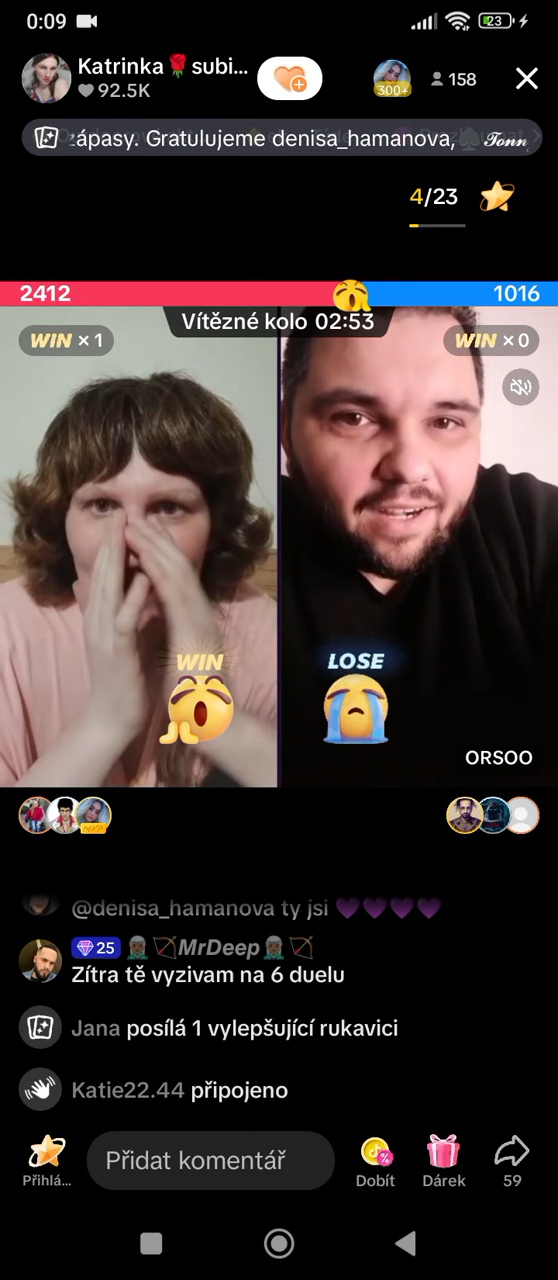 0:09
23
Katrinka🌹subi...
92.5K
300+
158
zápasy. Gratulujeme denisa_hamanova, ♠ 𝒯𝑜𝓃𝓃
4/23
2412
1016
Vítězné kolo 02:53
WIN × 1
WIN × 0
WIN
LOSE
ORSOO
@denisa_hamanova ty jsi 💜💜💜💜
25 🧝🏹MrDeep🧝🏹
Zítra tě vyzivam na 6 duelu
Jana posílá 1 vylepšující rukavici
Katie22.44 připojeno
Přidat komentář
Přihlá...
Dobít
Dárek
59